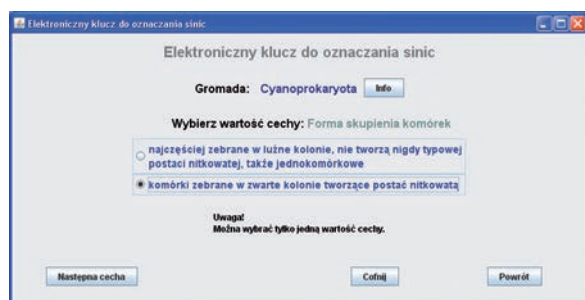 Elektroniczny klucz do oznaczania sinic
Elektroniczny klucz do oznaczania sinic
Gromada: Cyanoprokaryota Info
Wybierz wartość cechy: Forma skupienia komórek
najczęściej zebrane w luźne kolonie, nie tworzą nigdy typowej
postaci nitkowatej, także jednokomórkowe
komórki zebrane w zwarte kolonie tworzące postać nitkowatą
Uwaga!
Można wybrać tylko jedną wartość cechy.
Następna cecha Cofnij Powrót